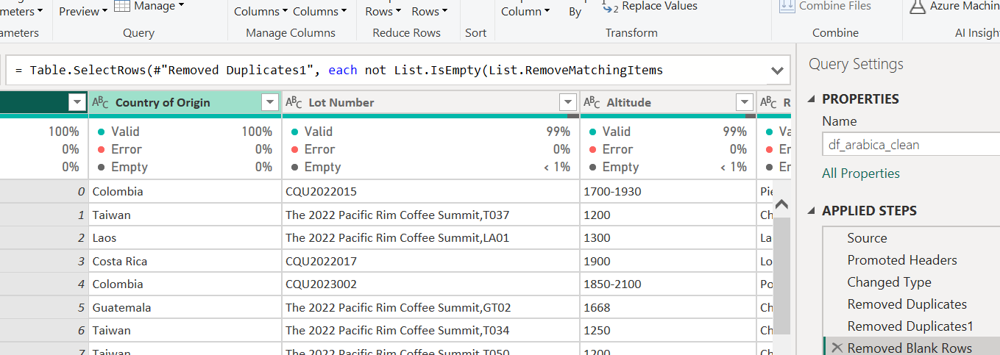 meters Preview Manage Columns Columns Rows Rows Column By 1 2 Replace Values Combine Files Azure Machin
ameters Query Manage Columns Reduce Rows Sort Transform Combine AI Insigh
= Table.SelectRows(#"Removed Duplicates1", each not List.IsEmpty(List.RemoveMatchingItems
Query Settings
PROPERTIES
Name
df_arabica_clean
All Properties
APPLIED STEPS
Source
Promoted Headers
Changed Type
Removed Duplicates
Removed Duplicates1
Removed Blank Rows
ABC Country of Origin ABC Lot Number ABC Altitude ABC R
100% Valid 100% Valid 99% Valid 99% Va
0% Error 0% Error 0% Error 0% Er
0% Empty 0% Empty < 1% Empty < 1% Er
0 Colombia CQU2022015 1700-1930 Pie
1 Taiwan The 2022 Pacific Rim Coffee Summit,T037 1200 Ch
2 Laos The 2022 Pacific Rim Coffee Summit,LA01 1300 La
3 Costa Rica CQU2022017 1900 Lo
4 Colombia CQU2023002 1850-2100 Po
5 Guatemala The 2022 Pacific Rim Coffee Summit,GT02 1668 Ch
6 Taiwan The 2022 Pacific Rim Coffee Summit,T034 1250 Ch
7 Taiwan The 2022 Pacific Rim Coffee Summit,T050 1200 Ch